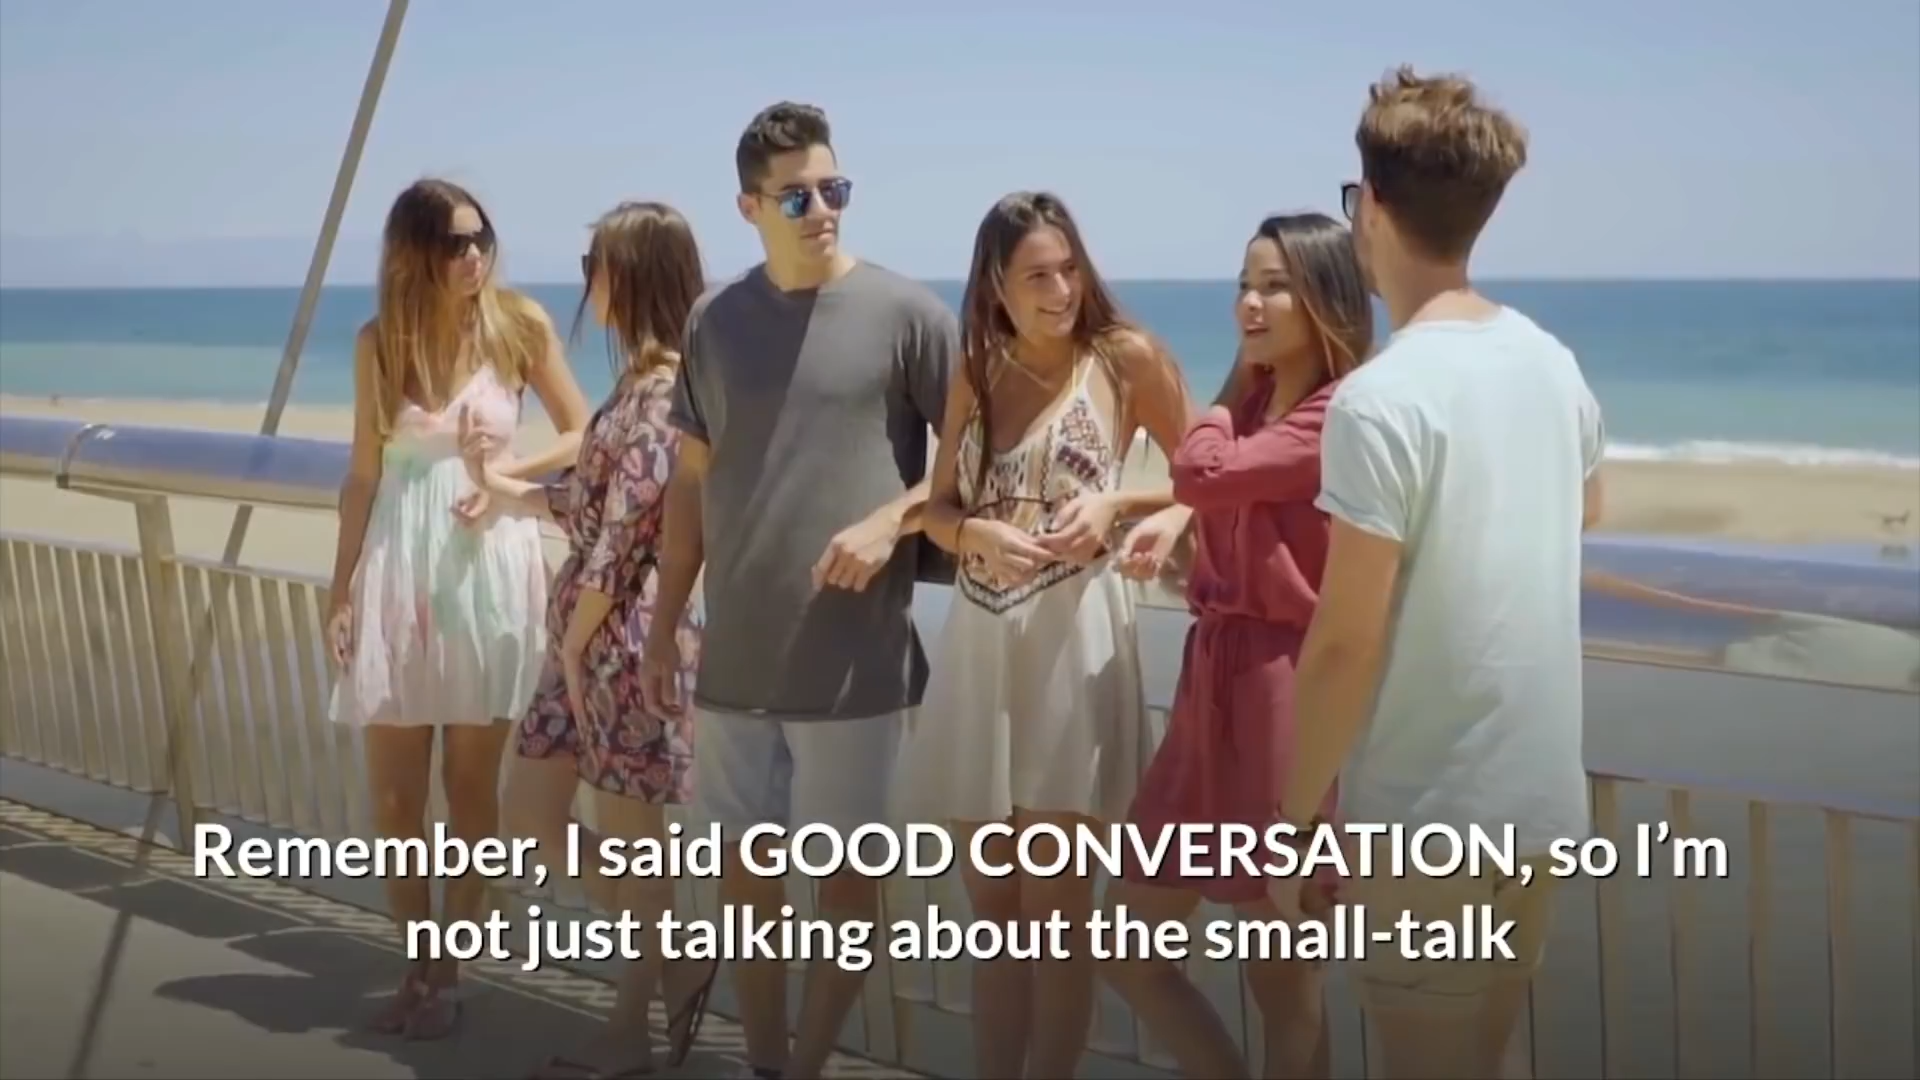 Remember, I said GOOD CONVERSATION, so I’m
not just talking about the small-talk